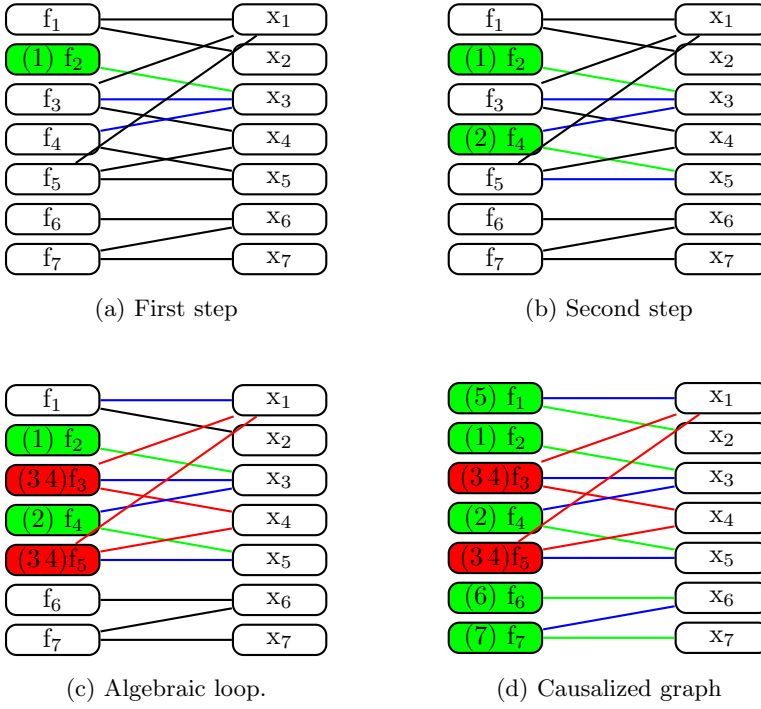 f₁ x₁
(1) f₂ x₂
f₃ x₃
f₄ x₄
f₅ x₅
f₆ x₆
f₇ x₇
(a) First step
f₁ x₁
(1) f₂ x₂
f₃ x₃
(2) f₄ x₄
f₅ x₅
f₆ x₆
f₇ x₇
(b) Second step
f₁ x₁
(1) f₂ x₂
(3 4)f₃ x₃
(2) f₄ x₄
(3 4)f₅ x₅
f₆ x₆
f₇ x₇
(c) Algebraic loop.
(5) f₁ x₁
(1) f₂ x₂
(3 4)f₃ x₃
(2) f₄ x₄
(3 4)f₅ x₅
(6) f₆ x₆
(7) f₇ x₇
(d) Causalized graph